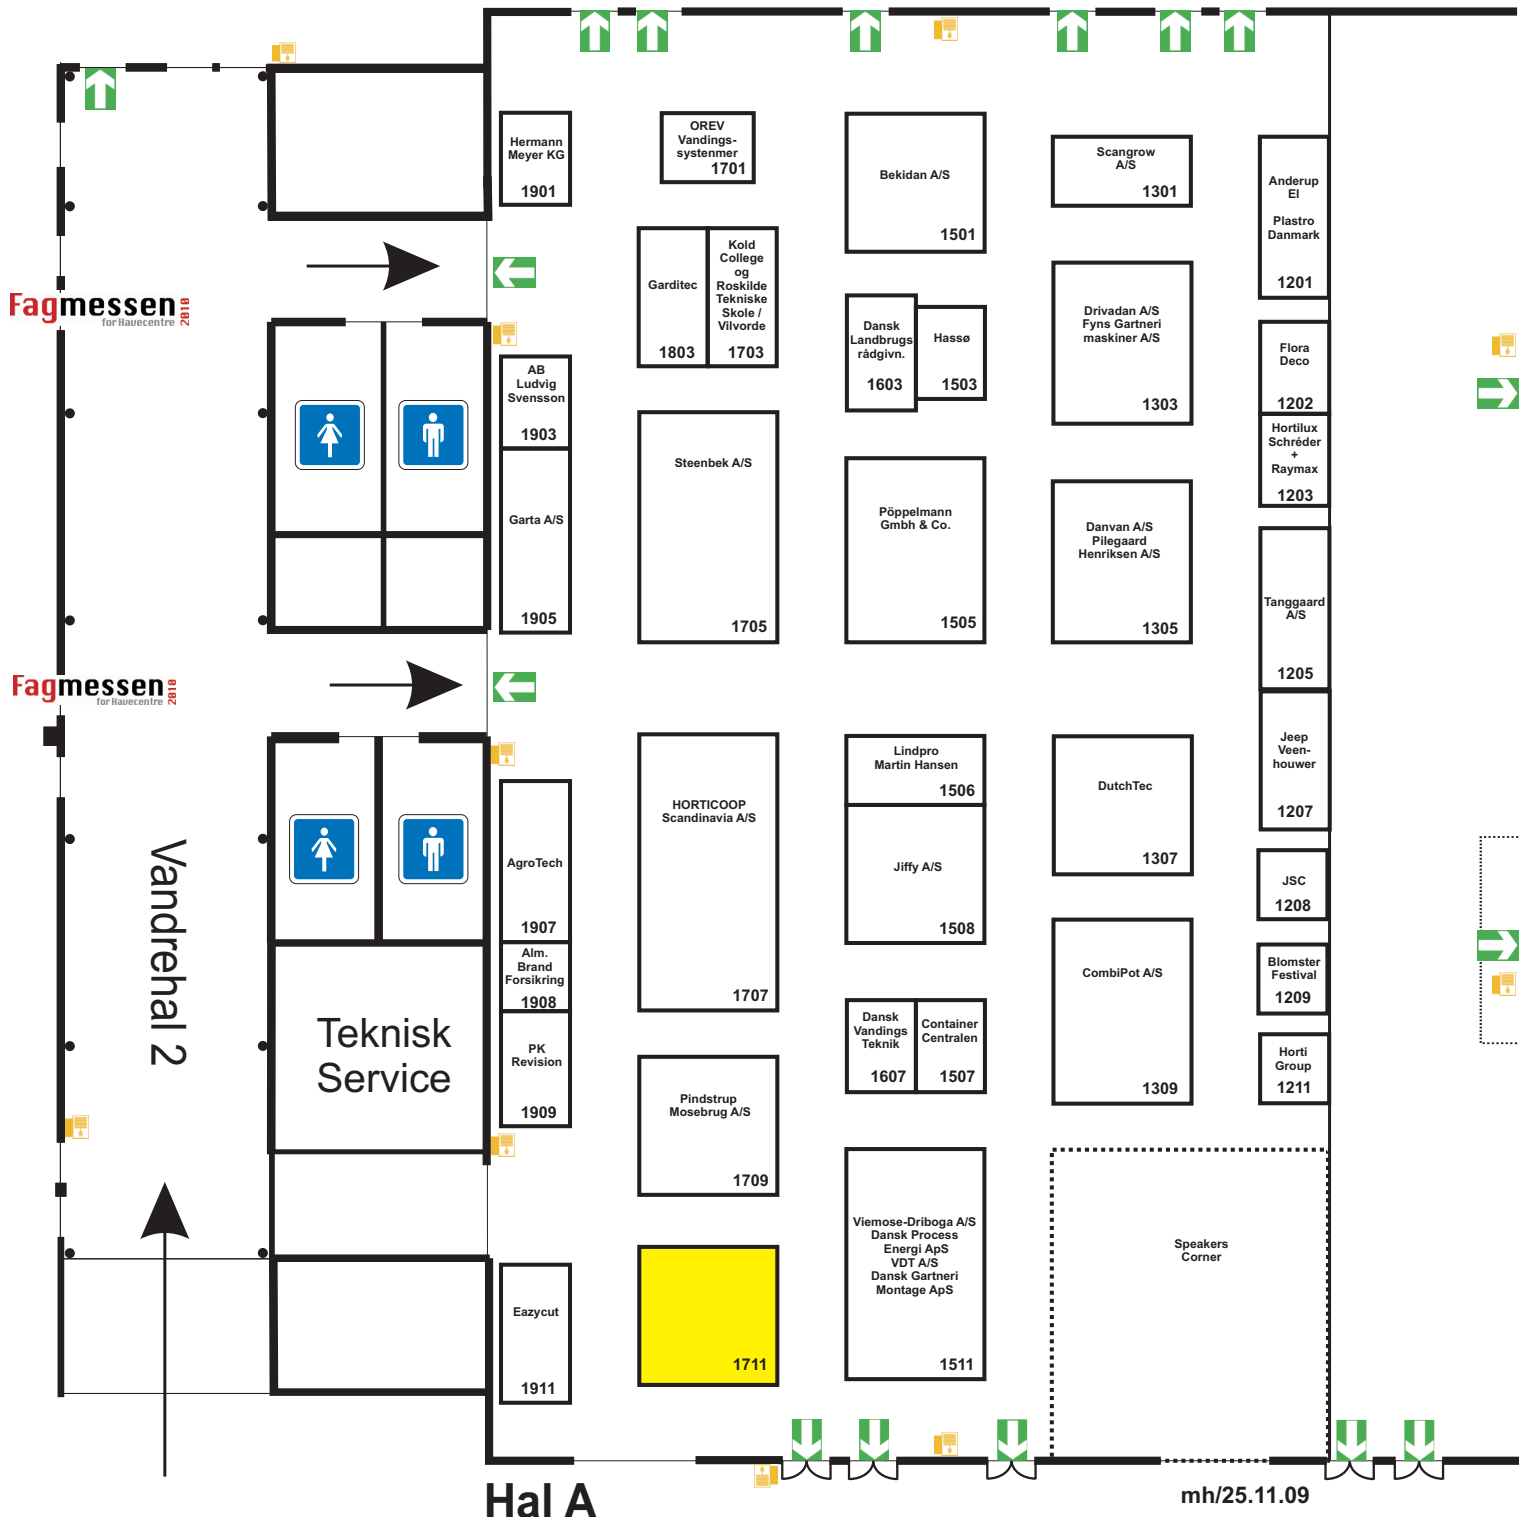 Hermann
Meyer KG
1901
OREV
Vandings-
systenmer
1701
Bekidan A/S
1501
Scangrow
A/S
1301
Anderup
El
Plastro
Danmark
1201
Fagmessen
for Havecentre
2010
Garditec
1803
Kold
College
og
Roskilde
Tekniske
Skole /
Vilvorde
1703
Dansk
Landbrugs
rådgivn.
1603
Hassø
1503
Drivadan A/S
Fyns Gartneri
maskiner A/S
1303
Flora
Deco
1202
AB
Ludvig
Svensson
1903
Hortilux
Schréder
+
Raymax
1203
Garta A/S
1905
Steenbek A/S
1705
Pöppelmann
Gmbh & Co.
1505
Danvan A/S
Pilegaard
Henriksen A/S
1305
Tanggaard
A/S
1205
Fagmessen
for Havecentre
2010
HORTICOOP
Scandinavia A/S
1707
Lindpro
Martin Hansen
1506
Jiffy A/S
1508
DutchTec
1307
Jeep
Veen-
houwer
1207
AgroTech
1907
JSC
1208
Vandrehal 2
Alm.
Brand
Forsikring
1908
CombiPot A/S
1309
Blomster
Festival
1209
Teknisk
Service
PK
Revision
1909
Dansk
Vandings
Teknik
1607
Container
Centralen
1507
Horti
Group
1211
Pindstrup
Mosebrug A/S
1709
Viemose-Driboga A/S
Dansk Process
Energi ApS
VDT A/S
Dansk Gartneri
Montage ApS
1511
Speakers
Corner
Eazycut
1911
1711
Hal A
mh/25.11.09